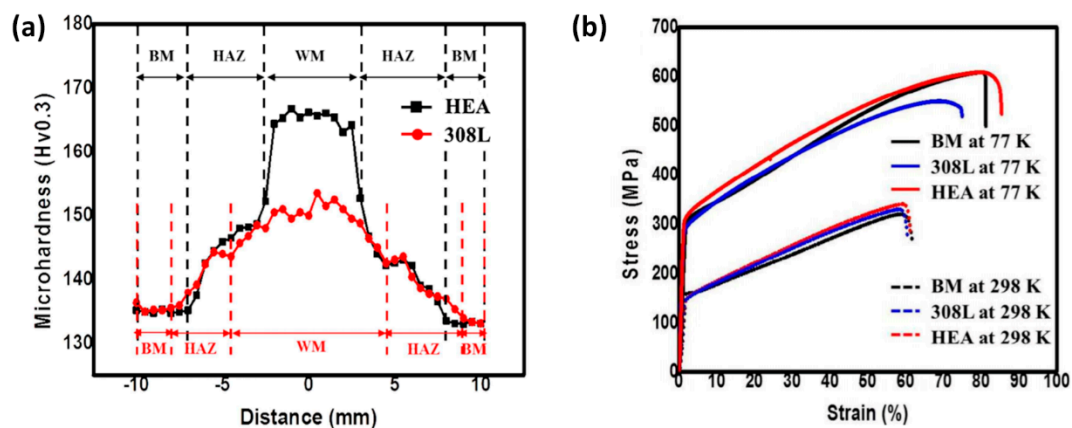 (a)
180
170
160
150
140
130
Microhardness (Hv0.3)
BM HAZ WM HAZ BM
HEA
308L
BM HAZ WM HAZ BM
-10 -5 0 5 10
Distance (mm)
(b)
700
600
500
400
300
200
100
0
Stress (MPa)
BM at 77 K
308L at 77 K
HEA at 77 K
BM at 298 K
308L at 298 K
HEA at 298 K
0 10 20 30 40 50 60 70 80 90 100
Strain (%)